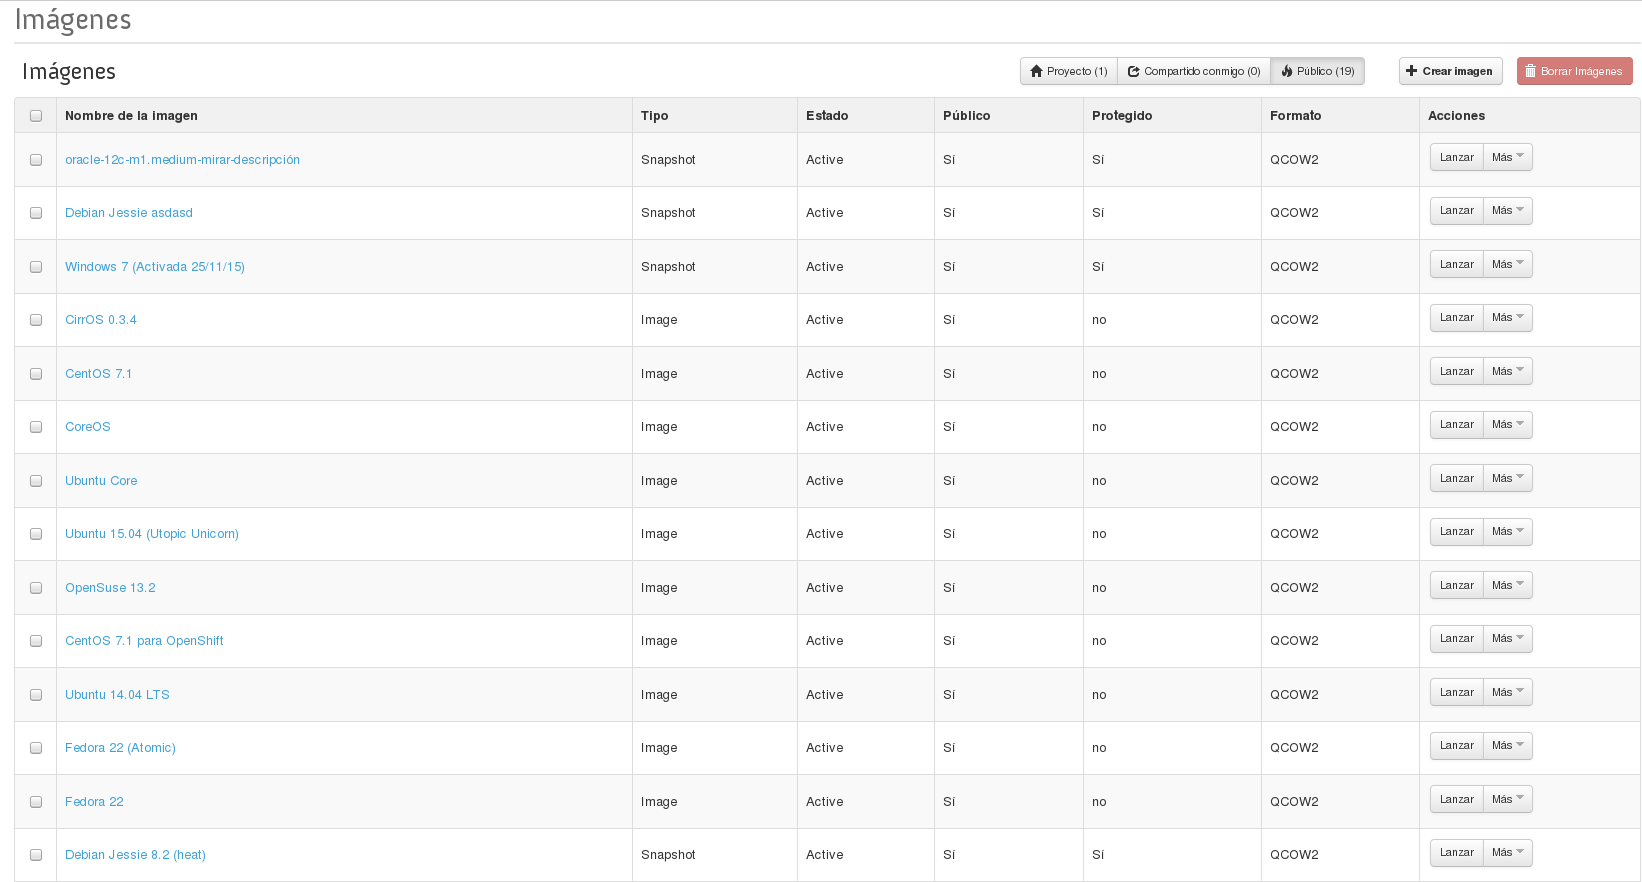 Imágenes
Imágenes Proyecto (1) Compartido conmigo (0) Público (19) Crear imagen Borrar Imágenes
Nombre de la imagen Tipo Estado Público Protegido Formato Acciones
oracle-12c-m1.medium-mirar-descripción Snapshot Active Sí Sí QCOW2 Lanzar Más
Debian Jessie asdasd Snapshot Active Sí Sí QCOW2 Lanzar Más
Windows 7 (Activada 25/11/15) Snapshot Active Sí Sí QCOW2 Lanzar Más
CirrOS 0.3.4 Image Active Sí no QCOW2 Lanzar Más
CentOS 7.1 Image Active Sí no QCOW2 Lanzar Más
CoreOS Image Active Sí no QCOW2 Lanzar Más
Ubuntu Core Image Active Sí no QCOW2 Lanzar Más
Ubuntu 15.04 (Utopic Unicorn) Image Active Sí no QCOW2 Lanzar Más
OpenSuse 13.2 Image Active Sí no QCOW2 Lanzar Más
CentOS 7.1 para OpenShift Image Active Sí no QCOW2 Lanzar Más
Ubuntu 14.04 LTS Image Active Sí no QCOW2 Lanzar Más
Fedora 22 (Atomic) Image Active Sí no QCOW2 Lanzar Más
Fedora 22 Image Active Sí no QCOW2 Lanzar Más
Debian Jessie 8.2 (heat) Snapshot Active Sí Sí QCOW2 Lanzar Más